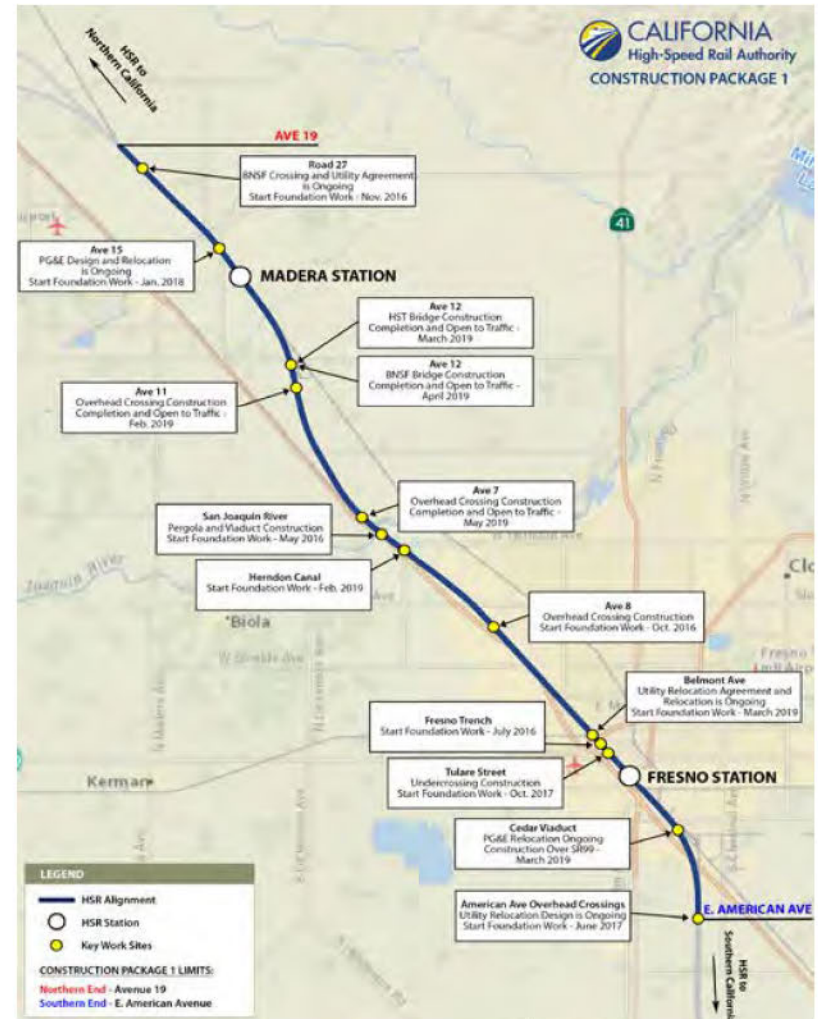 CALIFORNIA
High-Speed Rail Authority
CONSTRUCTION PACKAGE 1
HSR to
Northern California
AVE 19
Road 27
BNSF Crossing and Utility Agreement
is Ongoing
Start Foundation Work - Nov. 2016
41
Ave 15
PG&E Design and Relocation
is Ongoing
Start Foundation Work - Jan. 2018
MADERA STATION
Ave 12
HST Bridge Construction
Completion and Open to Traffic -
March 2019
Ave 12
BNSF Bridge Construction
Completion and Open to Traffic -
April 2019
Ave 11
Overhead Crossing Construction
Completion and Open to Traffic -
Feb. 2019
Ave 7
Overhead Crossing Construction
Completion and Open to Traffic -
May 2019
San Joaquin River
Pergola and Viaduct Construction
Start Foundation Work - May 2016
Herndon Canal
Start Foundation Work - Feb. 2019
Joaquin River
Ave
Clo
Biola
Ave 8
Overhead Crossing Construction
Start Foundation Work - Oct. 2016
Fresno
Belmont Ave
Utility Relocation Agreement and
Relocation is Ongoing
Start Foundation Work - March 2019
Fresno Trench
Start Foundation Work - July 2016
Tulare Street
Undercrossing Construction
Start Foundation Work - Oct. 2017
FRESNO STATION
Kerman
Cedar Viaduct
PG&E Relocation Ongoing
Construction Over SR99 -
March 2019
American Ave Overhead Crossings
Utility Relocation Design is Ongoing
Start Foundation Work - June 2017
E. AMERICAN AVE
HSR to
Southern California
LEGEND
HSR Alignment
HSR Station
Key Work Sites
CONSTRUCTION PACKAGE 1 LIMITS:
Northern End - Avenue 19
Southern End - E. American Avenue